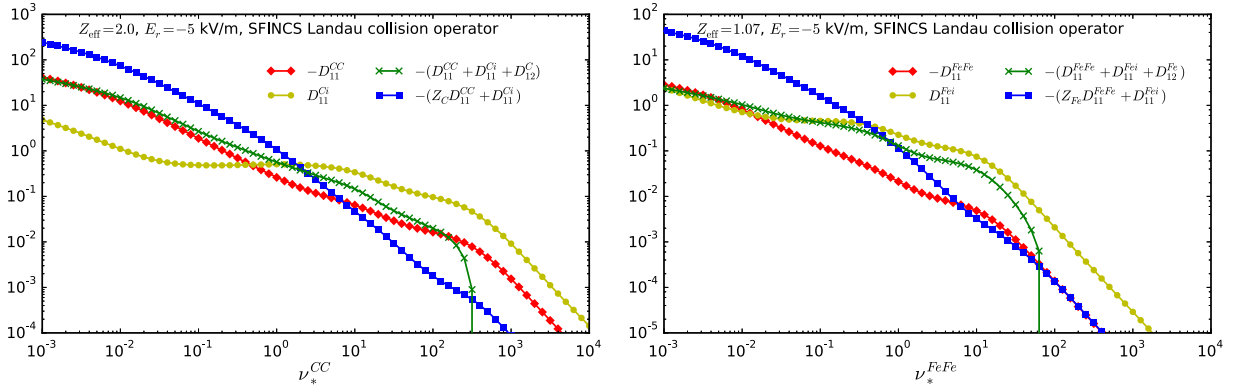 Z_eff=2.0, E_r=−5 kV/m, SFINCS Landau collision operator
−D_11^CC
D_11^Ci
−(D_11^CC+D_11^Ci+D_12^C)
−(Z_C D_11^CC+D_11^Ci)
10^3
10^2
10^1
10^0
10^-1
10^-2
10^-3
10^-4
10^-3 10^-2 10^-1 10^0 10^1 10^2 10^3 10^4
ν_*^CC
Z_eff=1.07, E_r=−5 kV/m, SFINCS Landau collision operator
−D_11^FeFe
D_11^Fei
−(D_11^FeFe+D_11^Fei+D_12^Fe)
−(Z_Fe D_11^FeFe+D_11^Fei)
10^2
10^1
10^0
10^-1
10^-2
10^-3
10^-4
10^-5
10^-3 10^-2 10^-1 10^0 10^1 10^2 10^3 10^4
ν_*^FeFe